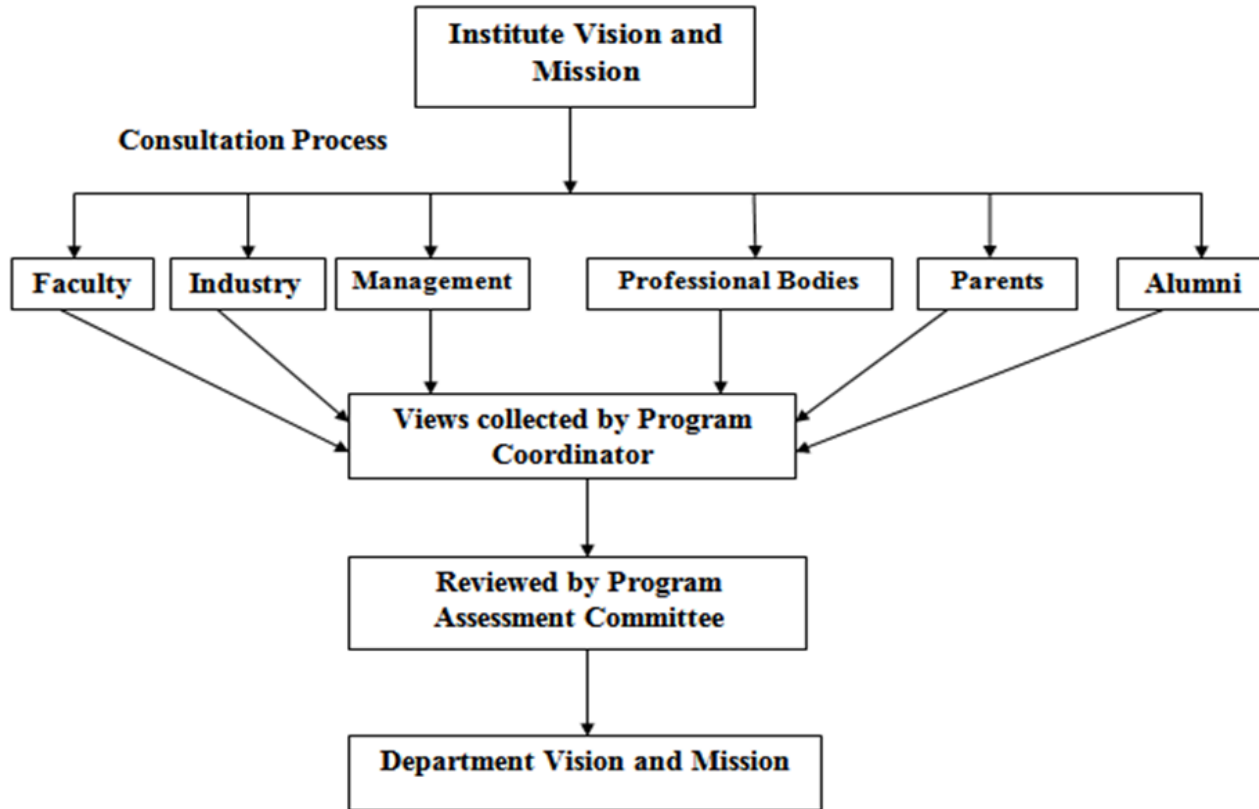 Institute Vision and
Mission
Consultation Process
Faculty
Industry
Management
Professional Bodies
Parents
Alumni
Views collected by Program
Coordinator
Reviewed by Program
Assessment Committee
Department Vision and Mission